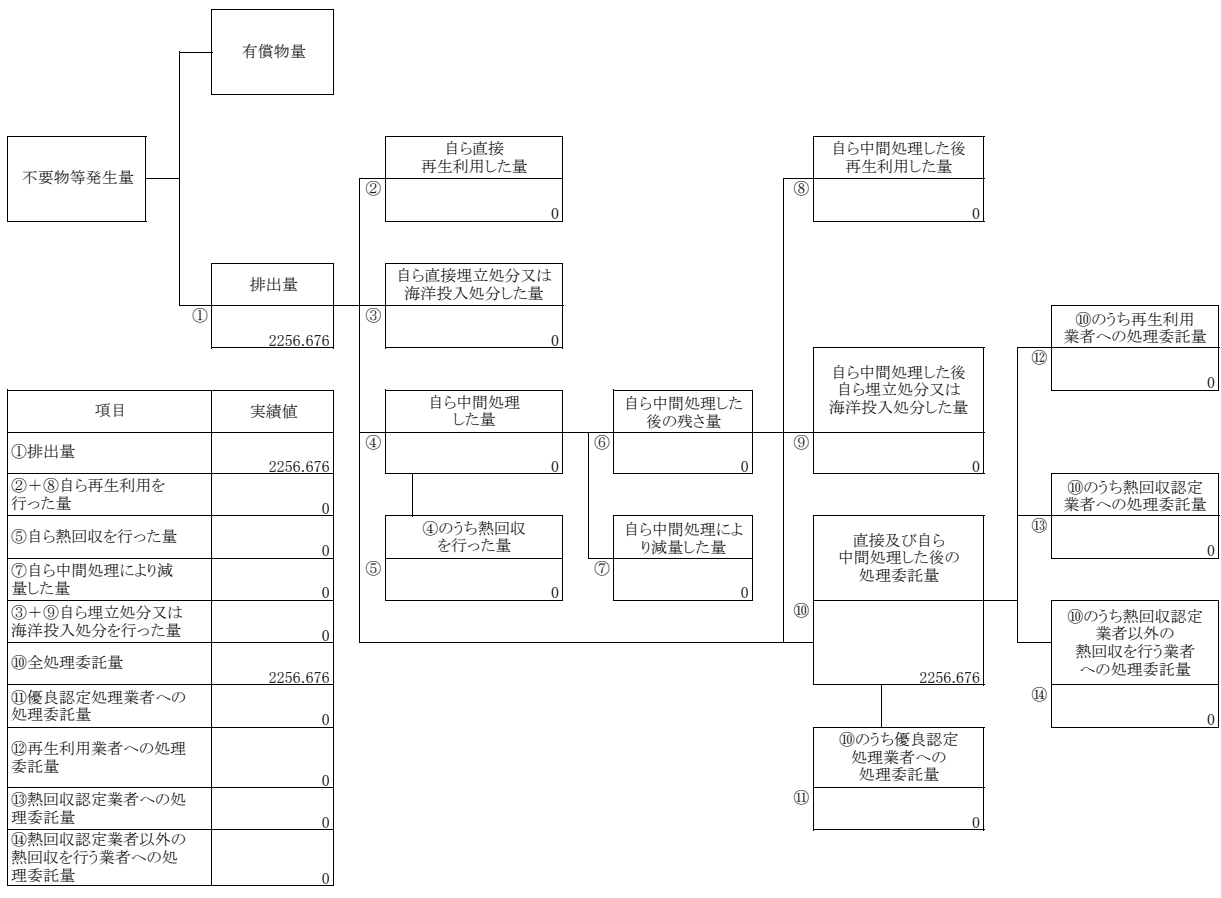 有償物量
不要物等発生量
排出量
①
2256.676
自ら直接
再生利用した量
②
0
自ら直接埋立処分又は
海洋投入処分した量
③
0
自ら中間処理
した量
④
0
④のうち熱回収
を行った量
⑤
0
自ら中間処理した
後の残さ量
⑥
0
自ら中間処理によ
り減量した量
⑦
0
自ら中間処理した後
再生利用した量
⑧
0
自ら中間処理した後
自ら埋立処分又は
海洋投入処分した量
⑨
0
直接及び自ら
中間処理した後の
処理委託量
⑩
2256.676
⑩のうち優良認定
処理業者への
処理委託量
⑪
0
⑩のうち再生利用
業者への処理委託量
⑫
0
⑩のうち熱回収認定
業者への処理委託量
⑬
0
⑩のうち熱回収認定
業者以外の
熱回収を行う業者
への処理委託量
⑭
0
項目 実績値
①排出量
2256.676
②+⑧自ら再生利用を
行った量
0
⑤自ら熱回収を行った量
0
⑦自ら中間処理により減
量した量
0
③+⑨自ら埋立処分又は
海洋投入処分を行った量
0
⑩全処理委託量
2256.676
⑪優良認定処理業者への
処理委託量
0
⑫再生利用業者への処理
委託量
0
⑬熱回収認定業者への処
理委託量
0
⑭熱回収認定業者以外の
熱回収を行う業者への処
理委託量
0